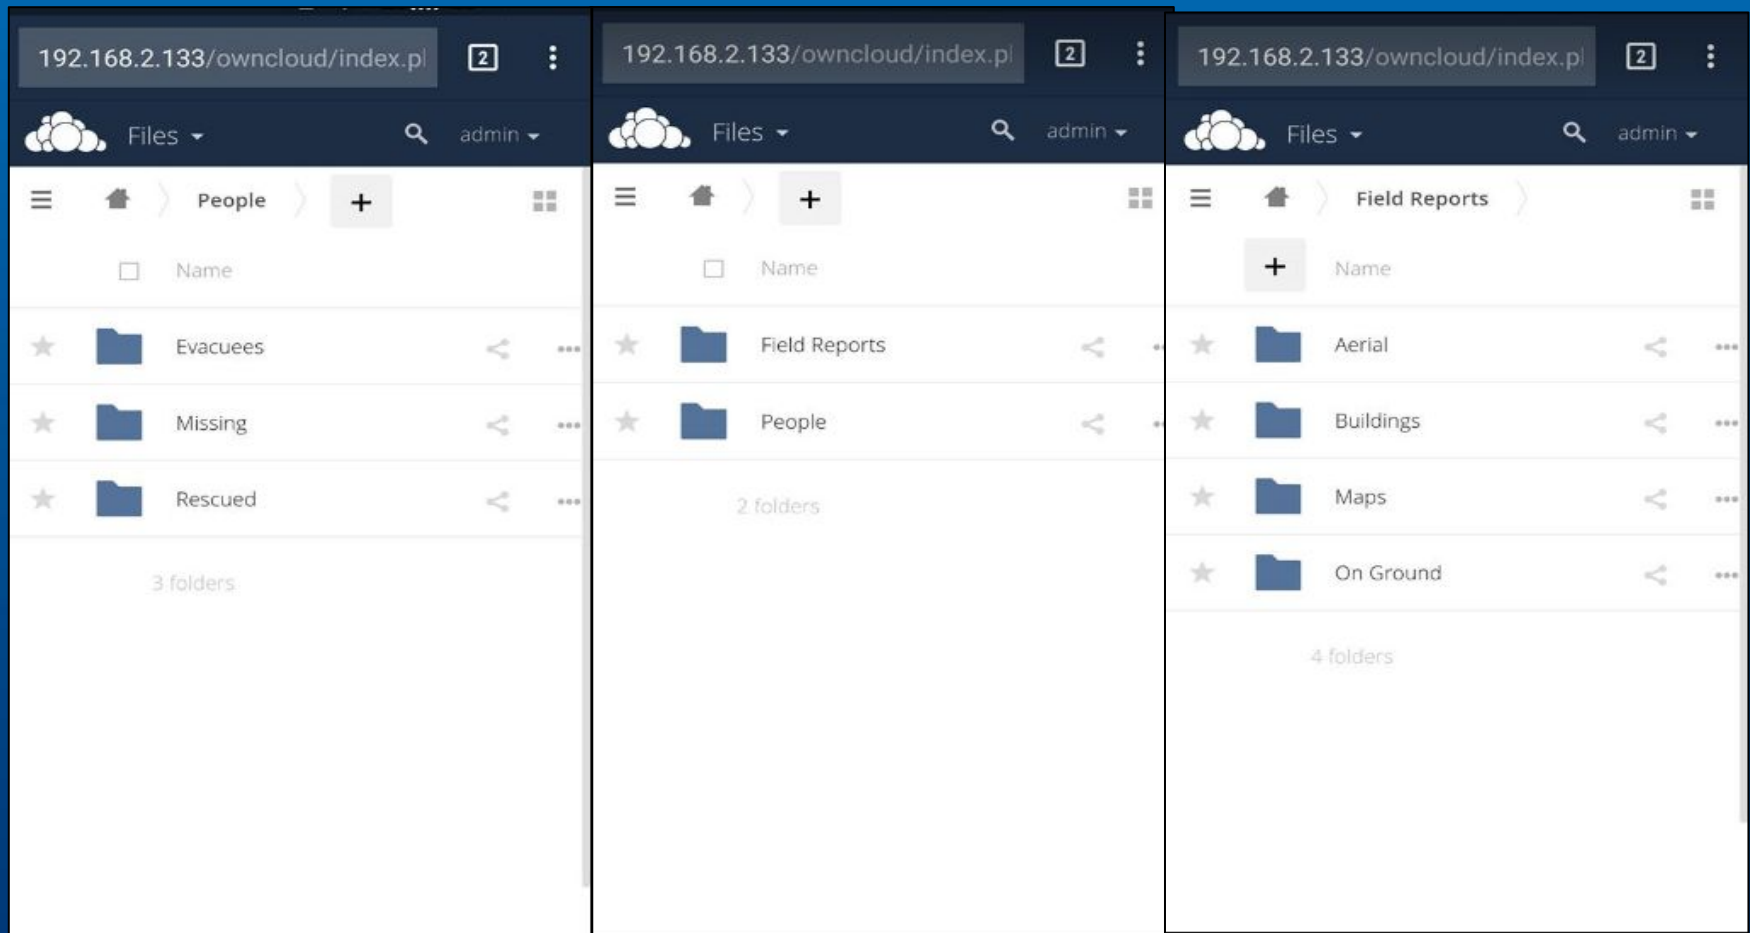 192.168.2.133/owncloud/index.pl
2
Files
admin
People
+
Name
Evacuees
Missing
Rescued
3 folders
192.168.2.133/owncloud/index.pl
2
Files
admin
+
Name
Field Reports
People
2 folders
192.168.2.133/owncloud/index.pl
2
Files
admin
Field Reports
+
Name
Aerial
Buildings
Maps
On Ground
4 folders